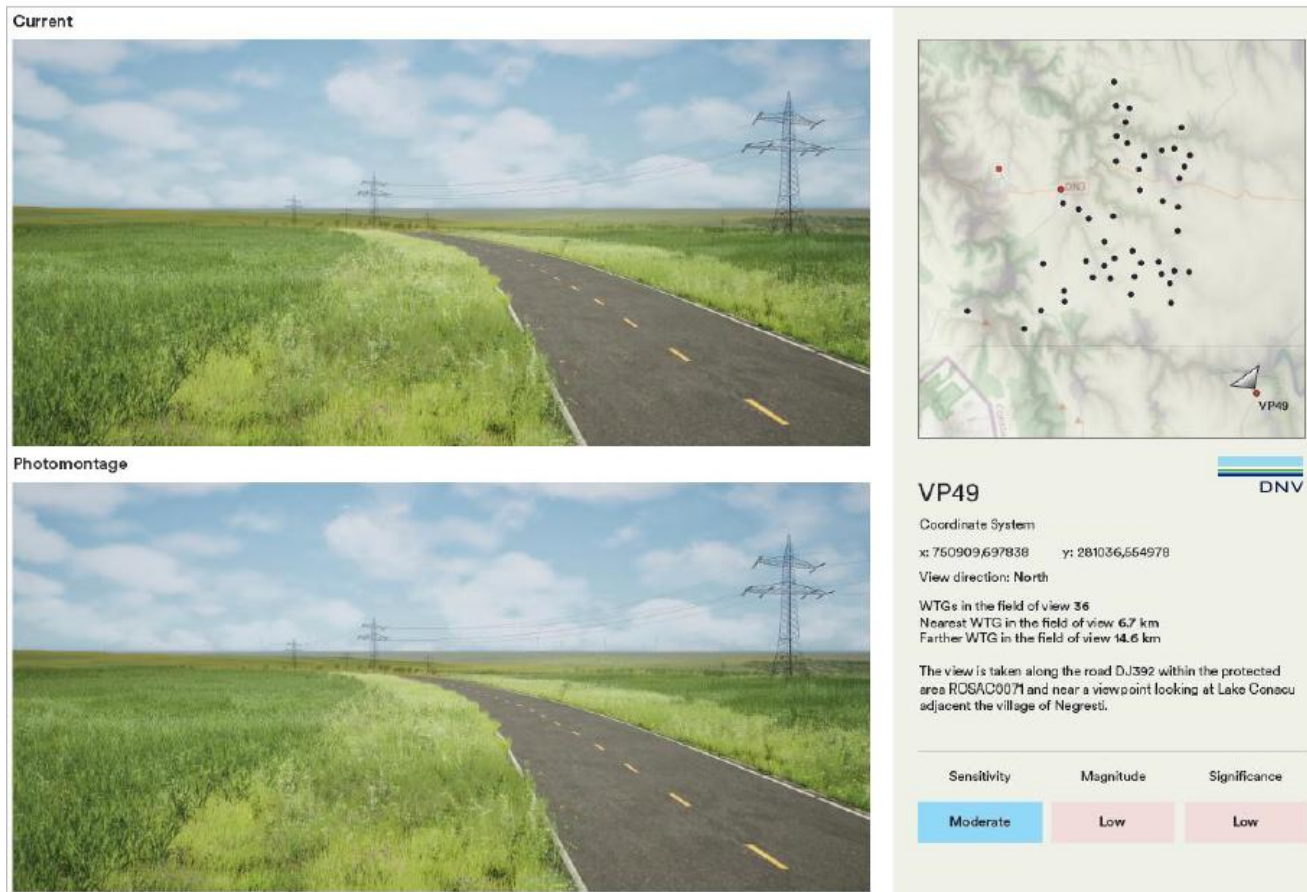 Current
Photomontage
DN3
VP49
DNV
VP49
Coordinate System
x: 750909,697838 y: 281036,554978
View direction: North
WTGs in the field of view 36
Nearest WTG in the field of view 6.7 km
Farther WTG in the field of view 14.6 km
The view is taken along the road DJ392 within the protected
area ROSAC0071 and near a viewpoint looking at Lake Conacu
adjacent the village of Negresti.
Sensitivity Magnitude Significance
Moderate Low Low